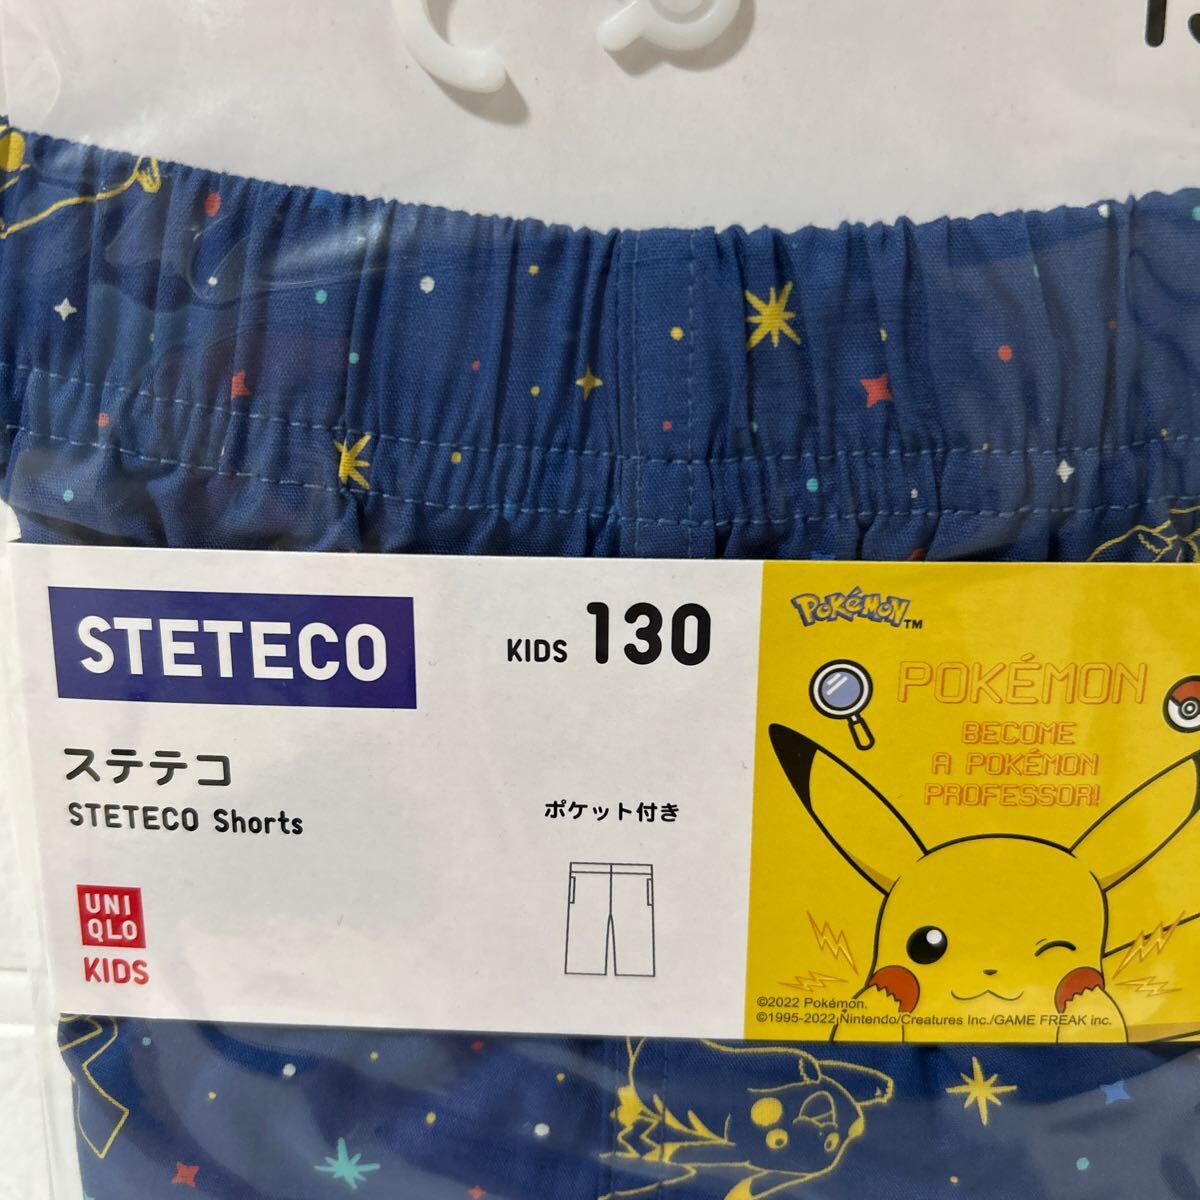 STETECO
KIDS 130
ステテコ
STETECO Shorts
ポケット付き
UNI
QLO
KIDS
POKéMON™
POKÉMON
BECOME
A POKÉMON
PROFESSOR!
©2022 Pokémon.
©1995-2022 Nintendo/Creatures Inc./GAME FREAK inc.